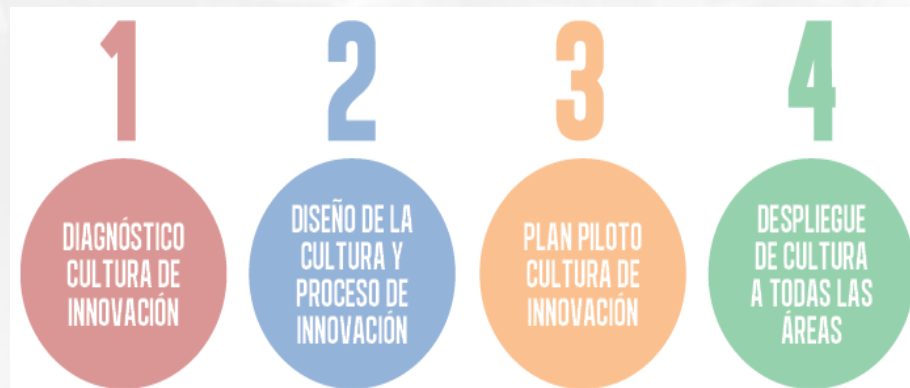 1
DIAGNÓSTICO
CULTURA DE
INNOVACIÓN
2
DISEÑO DE LA
CULTURA Y
PROCESO DE
INNOVACIÓN
3
PLAN PILOTO
CULTURA DE
INNOVACIÓN
4
DESPLIEGUE
DE CULTURA
A TODAS LAS
ÁREAS